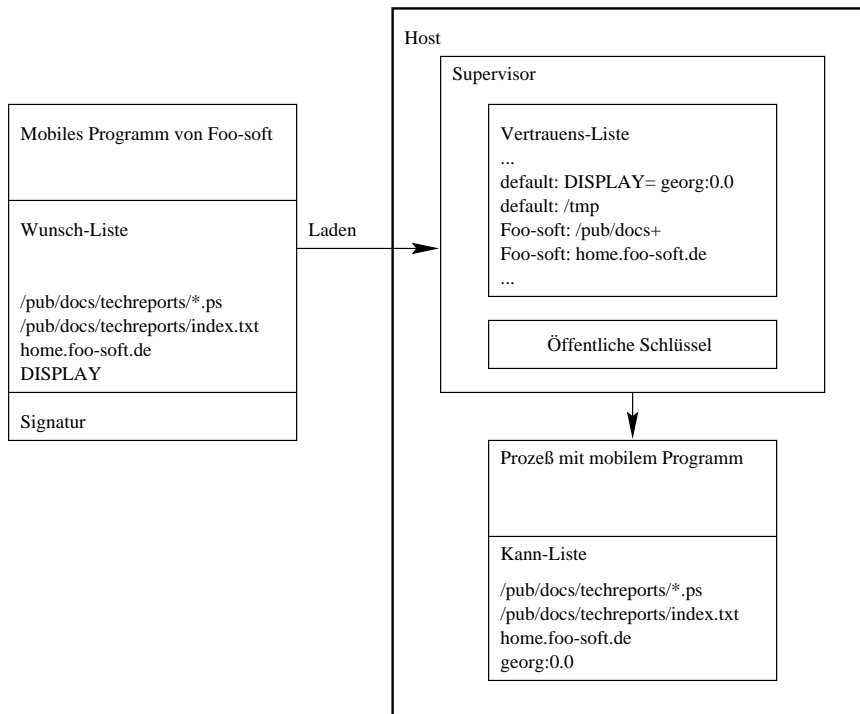 Host
Supervisor
Mobiles Programm von Foo-soft
Wunsch-Liste
/pub/docs/techreports/*.ps
/pub/docs/techreports/index.txt
home.foo-soft.de
DISPLAY
Signatur
Laden
Vertrauens-Liste
...
default: DISPLAY= georg:0.0
default: /tmp
Foo-soft: /pub/docs+
Foo-soft: home.foo-soft.de
...
Öffentliche Schlüssel
Prozeß mit mobilem Programm
Kann-Liste
/pub/docs/techreports/*.ps
/pub/docs/techreports/index.txt
home.foo-soft.de
georg:0.0